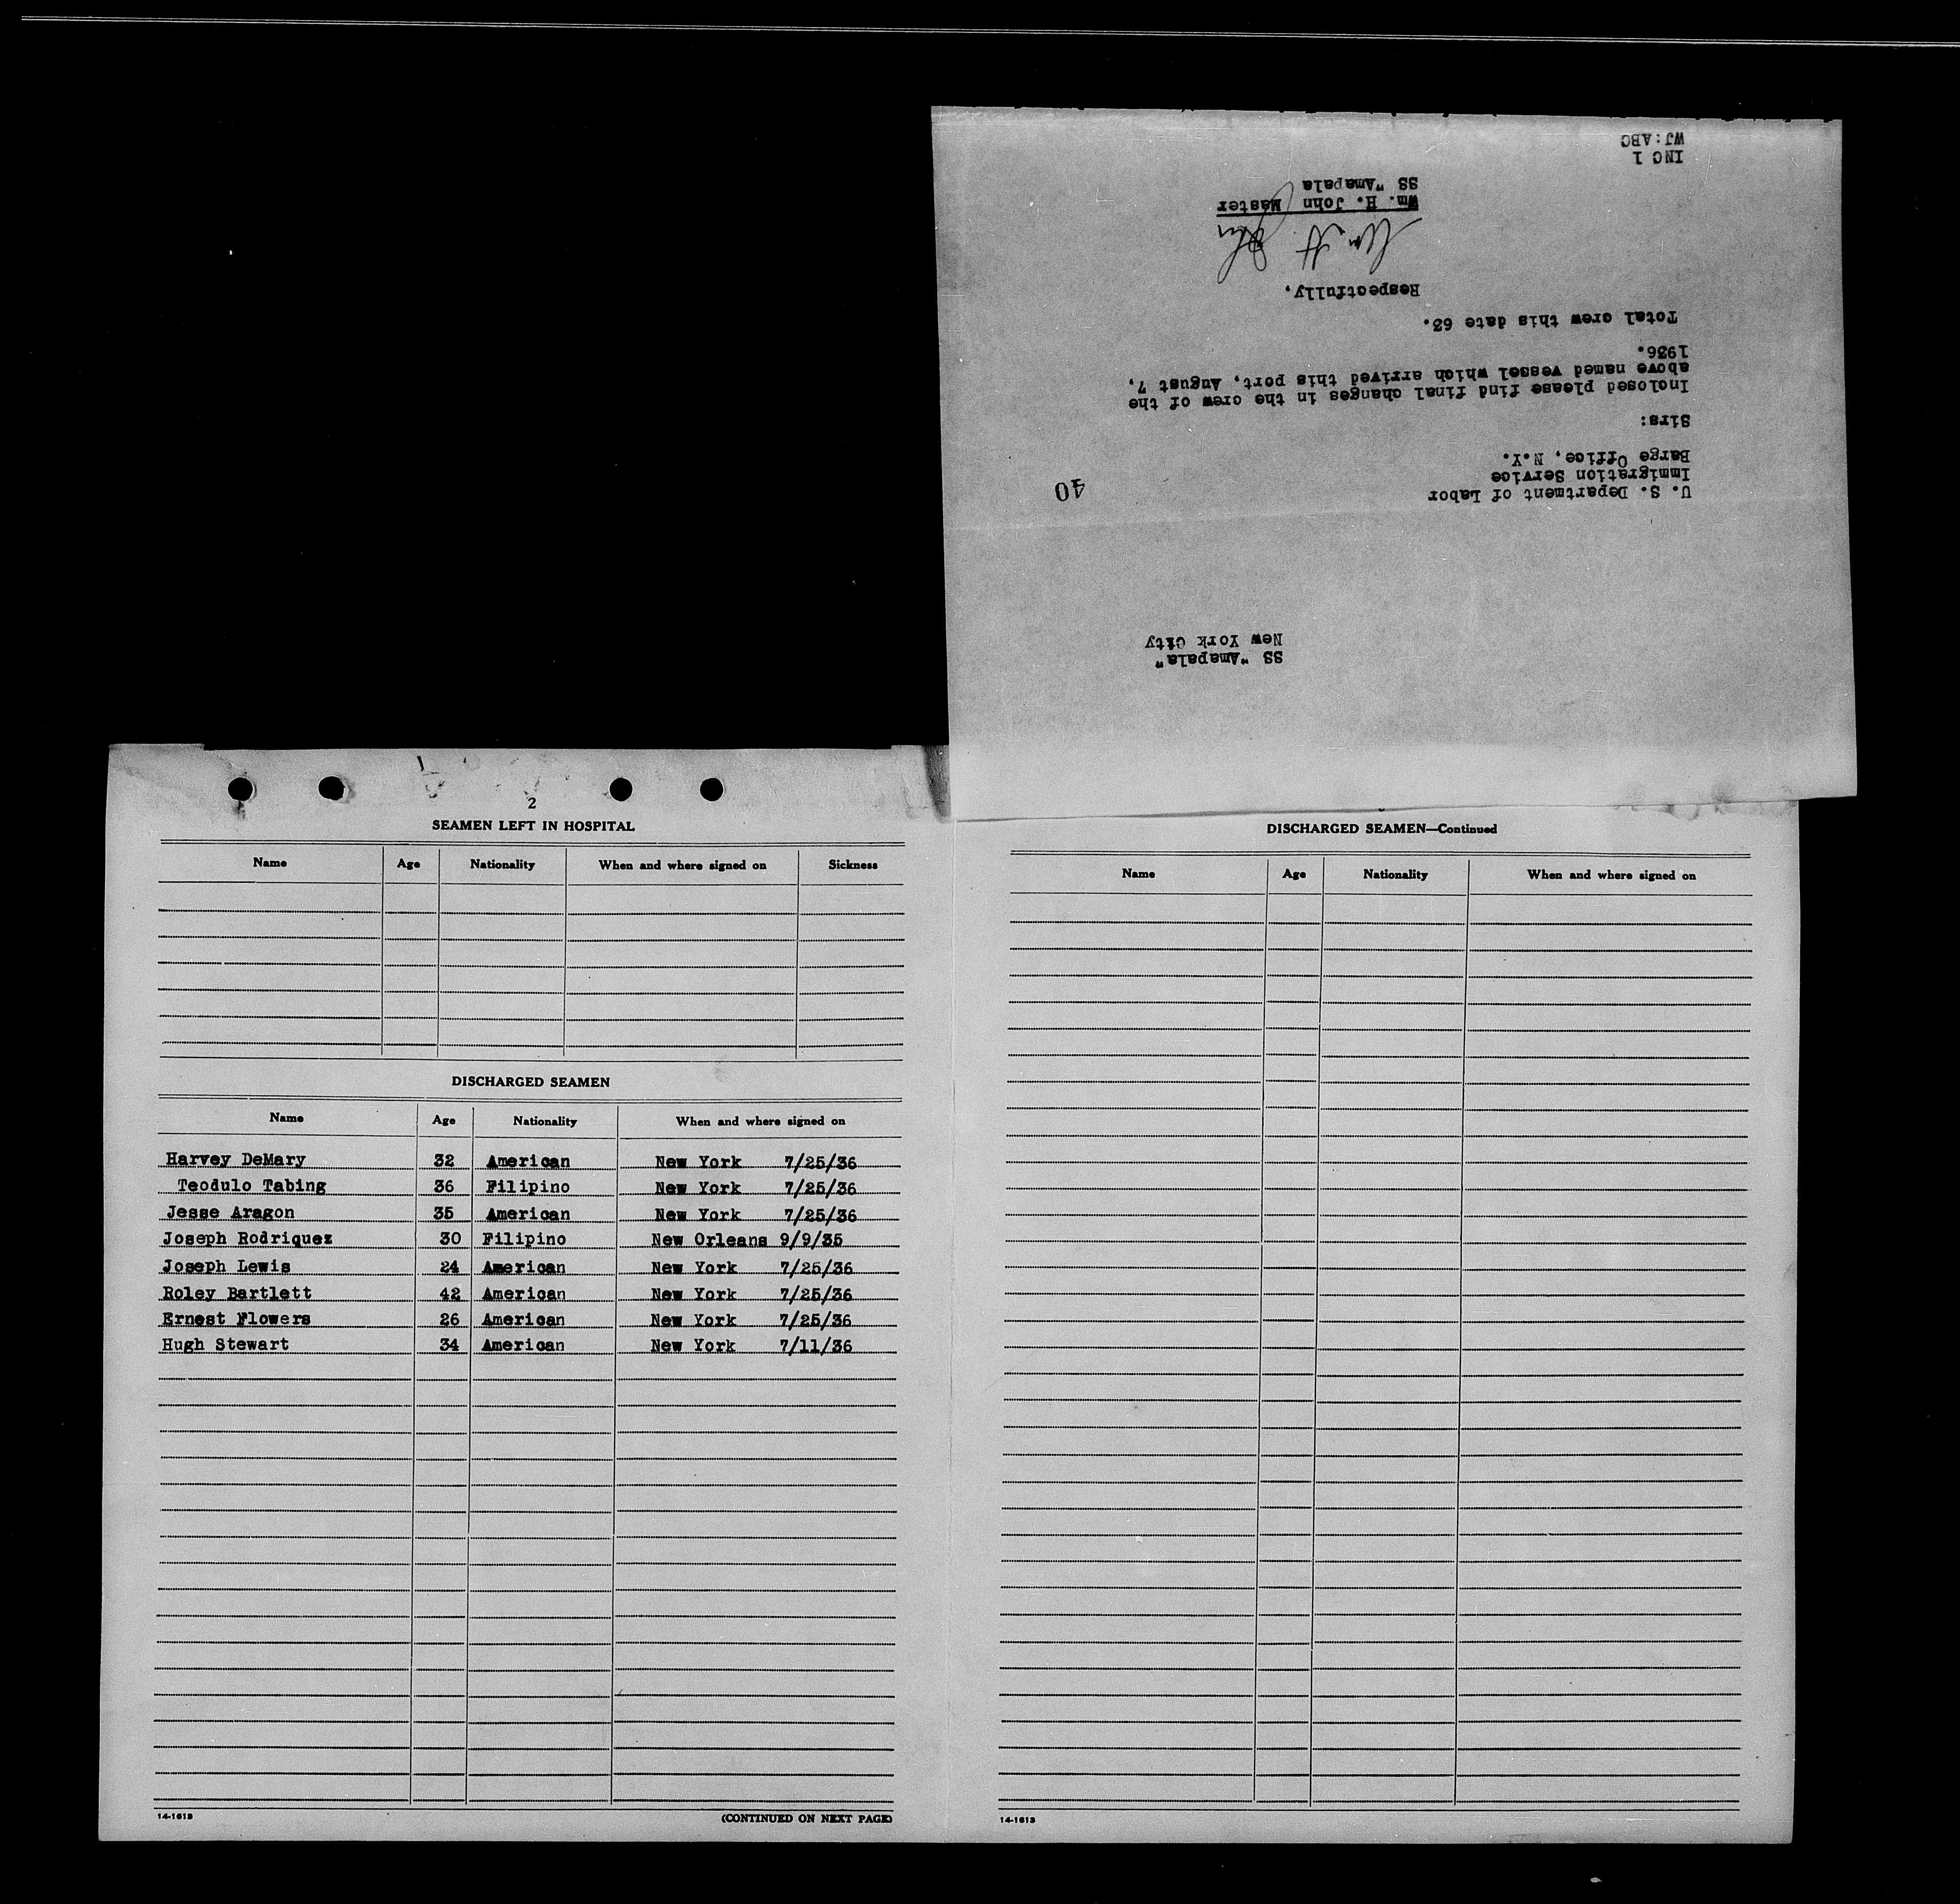 SS "Amapala"
New York City
40
U. S. Department of Labor
Immigration Service
Barge Office, N.Y.
Sirs:
Inclosed please find final changes in the crew of the
above named vessel which arrived this port, August 7,
1936.
Total crew this date 63.
Respectfully,
Wm H John
Wm. H. John Master
SS "Amapala
INC 1
WJ:ABC
2
SEAMEN LEFT IN HOSPITAL
Name Age Nationality When and where signed on Sickness
DISCHARGED SEAMEN
Name Age Nationality When and where signed on
Harvey DeMary 32 American New York 7/25/36
Teodulo Tabing 36 Filipino New York 7/25/36
Jesse Aragon 35 American New York 7/25/36
Joseph Rodriquez 30 Filipino New Orleans 9/9/35
Joseph Lewis 24 American New York 7/25/36
Roley Bartlett 42 American New York 7/25/36
Ernest Flowers 26 American New York 7/25/36
Hugh Stewart 34 American New York 7/11/36
14-1613
(CONTINUED ON NEXT PAGE)
DISCHARGED SEAMEN—Continued
Name Age Nationality When and where signed on
14-1613